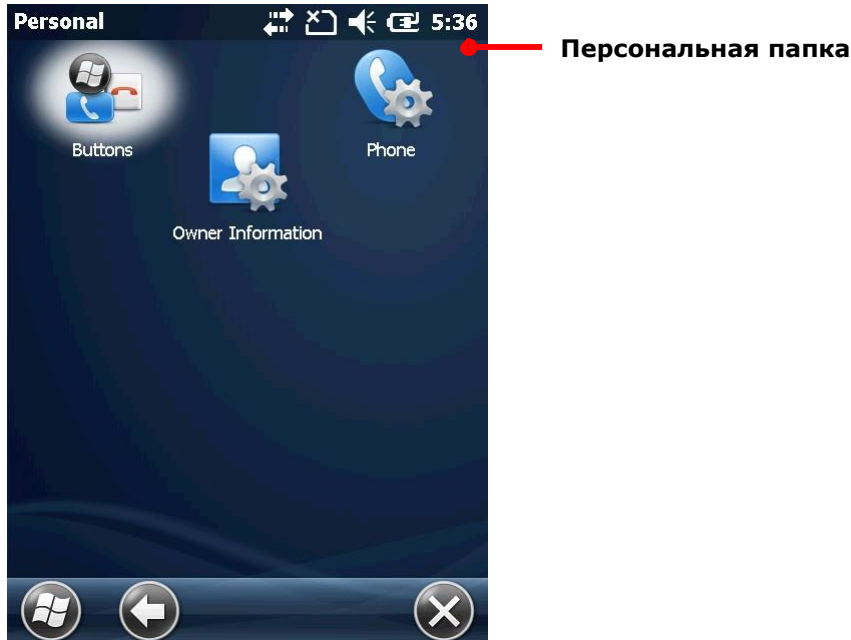 Personal 5:36
Персональная папка
Buttons
Phone
Owner Information